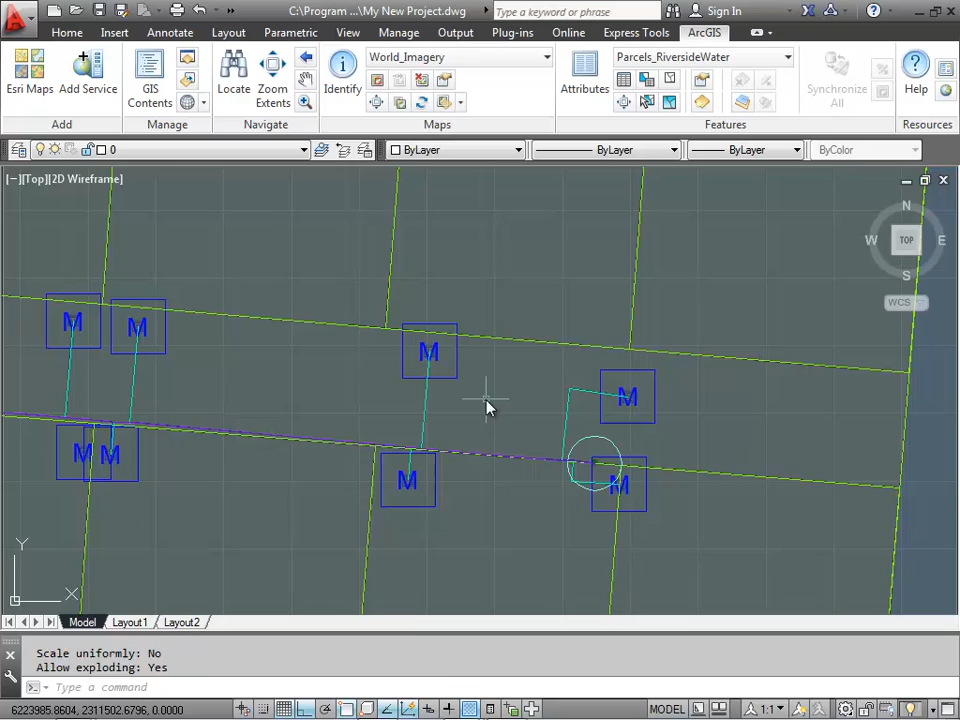 C:\Program ...\My New Project.dwg
Type a keyword or phrase
Sign In
Home Insert Annotate Layout Parametric View Manage Output Plug-ins Online Express Tools ArcGIS
Esri Maps
Add Service
Add
GIS Contents
Manage
Locate
Zoom Extents
Navigate
Identify
World_Imagery
Maps
Attributes
Parcels_RiversideWater
Features
Synchronize All
Help
Resources
0
ByLayer
ByLayer
ByLayer
ByColor
[−][Top][2D Wireframe]
N
W TOP E
S
WCS
M M M M
M M M M
Y
X
Model Layout1 Layout2
Scale uniformly: No
Allow exploding: Yes
Type a command
6223985.8604, 2311502.6796, 0.0000
MODEL
1:1